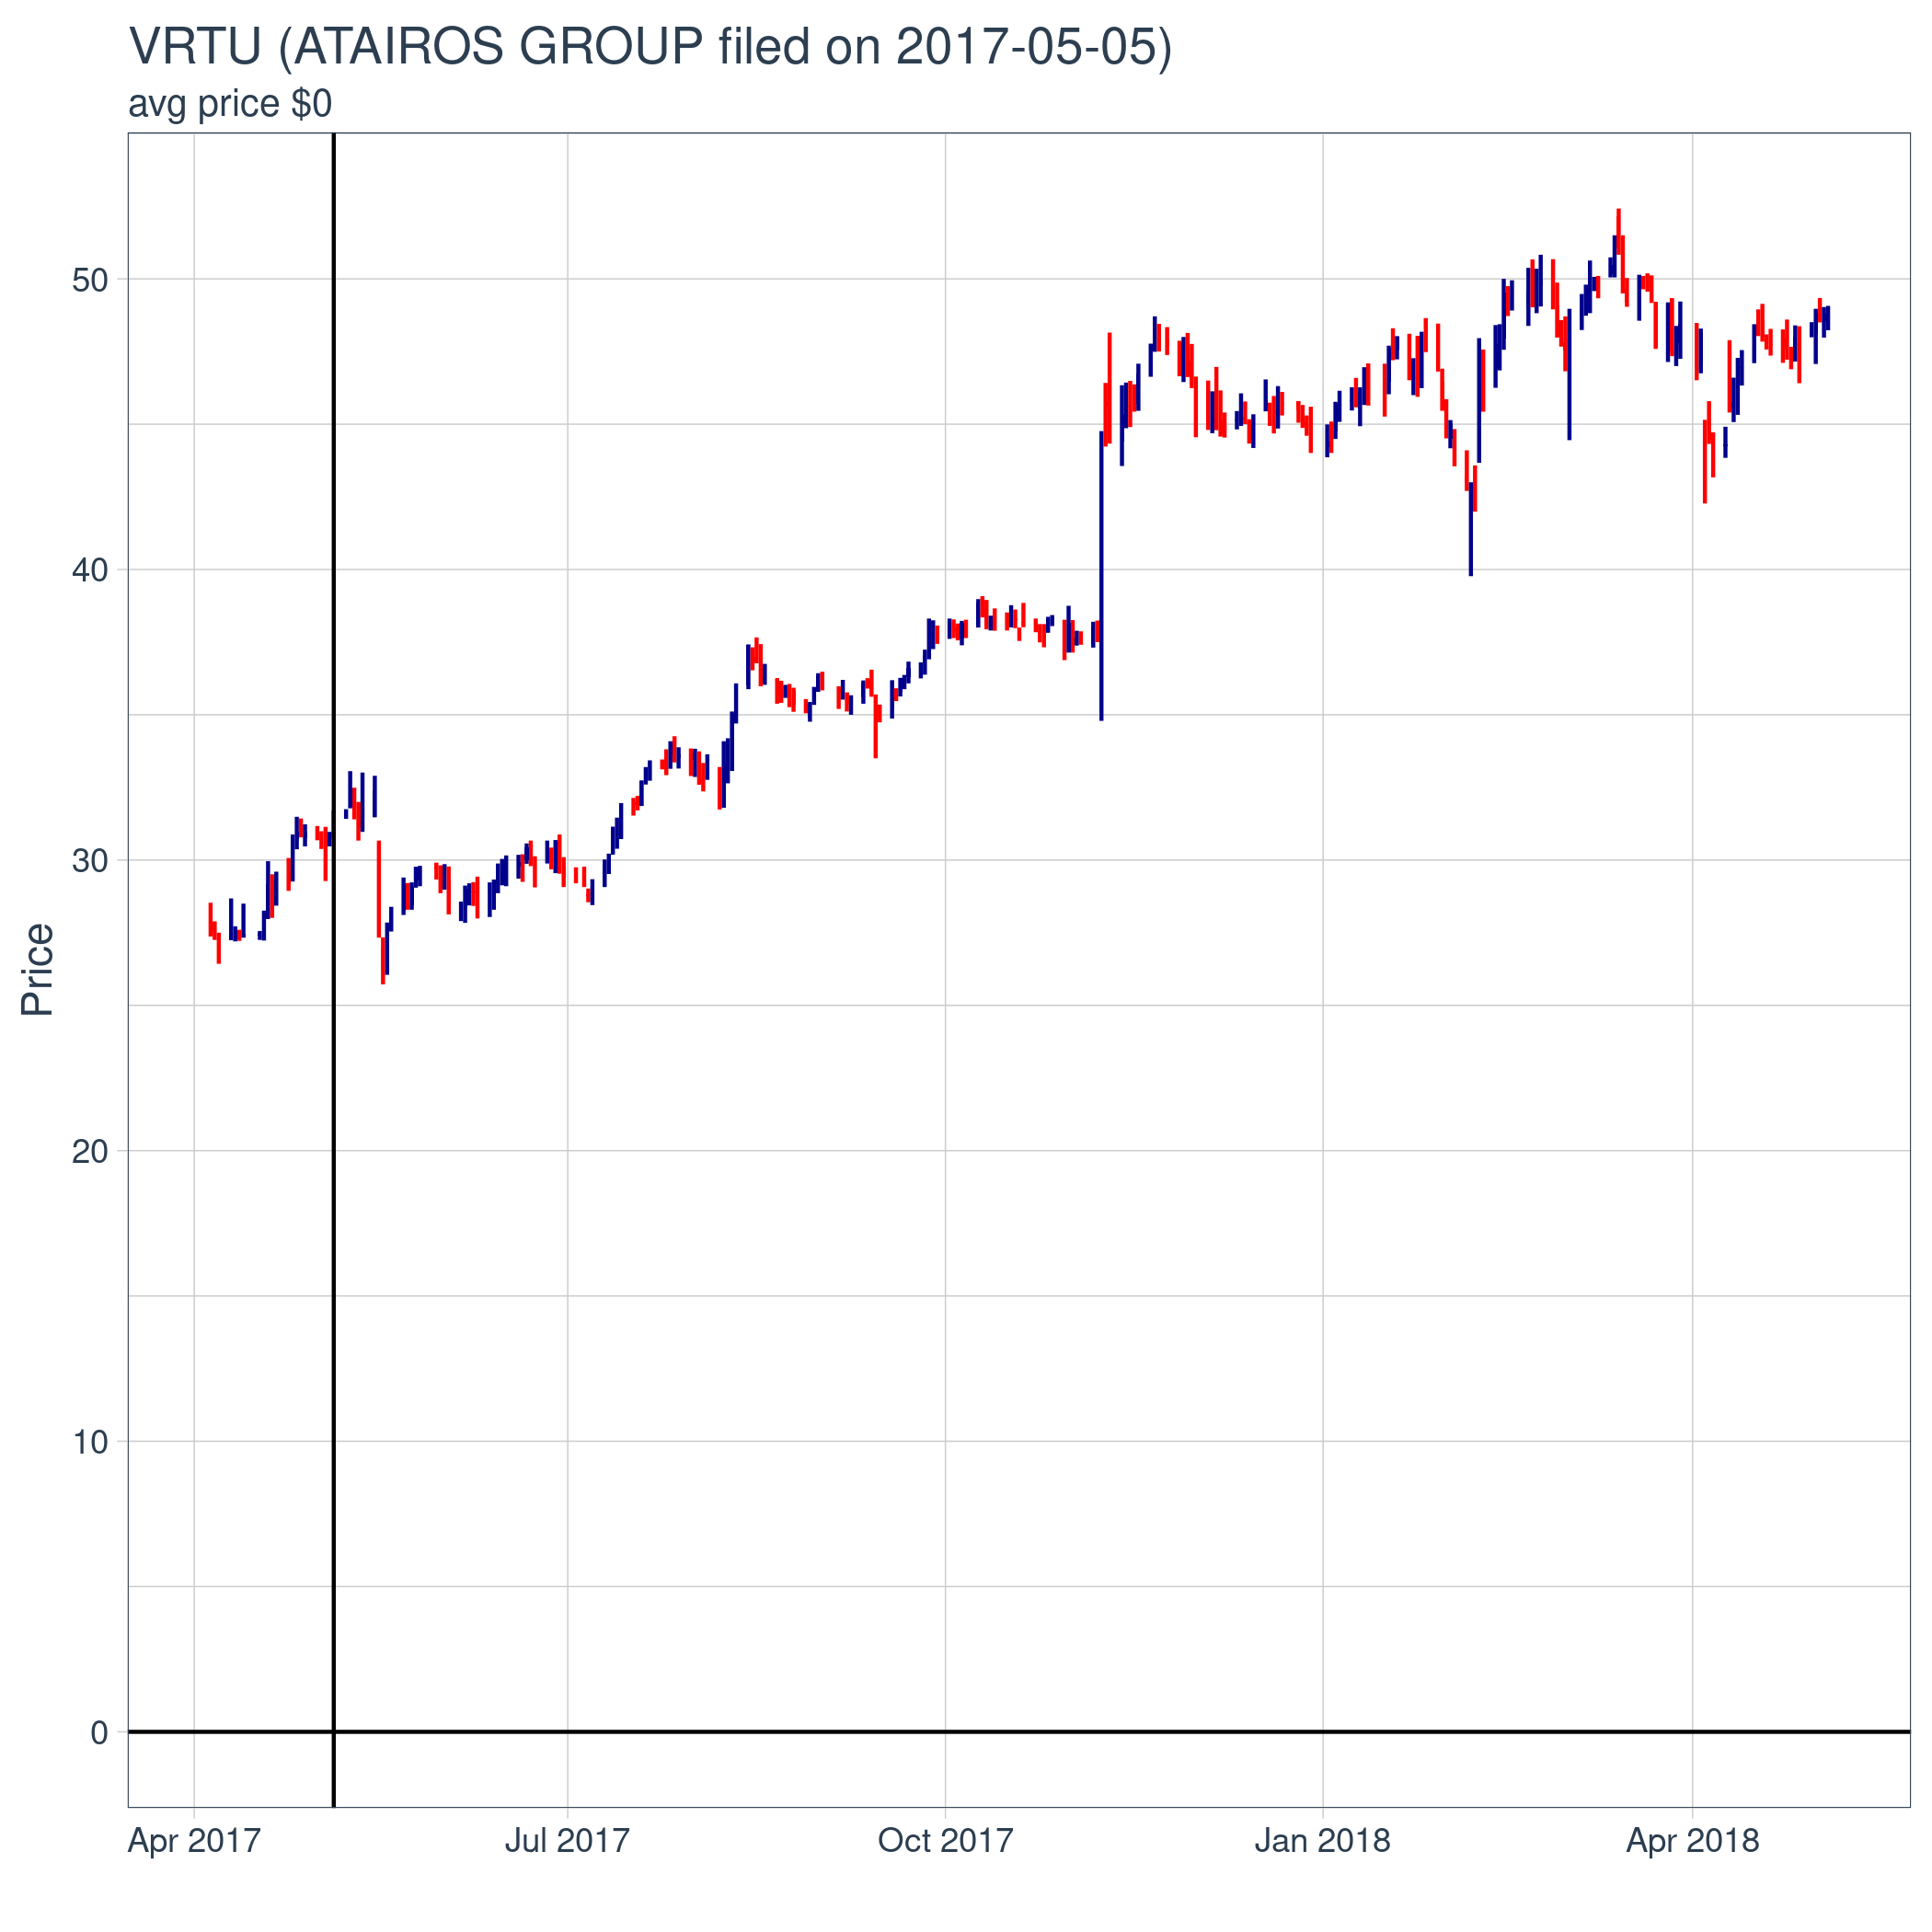 VRTU (ATAIROS GROUP filed on 2017-05-05)
avg price $0
50
40
30
20
10
0
Price
Apr 2017
Jul 2017
Oct 2017
Jan 2018
Apr 2018